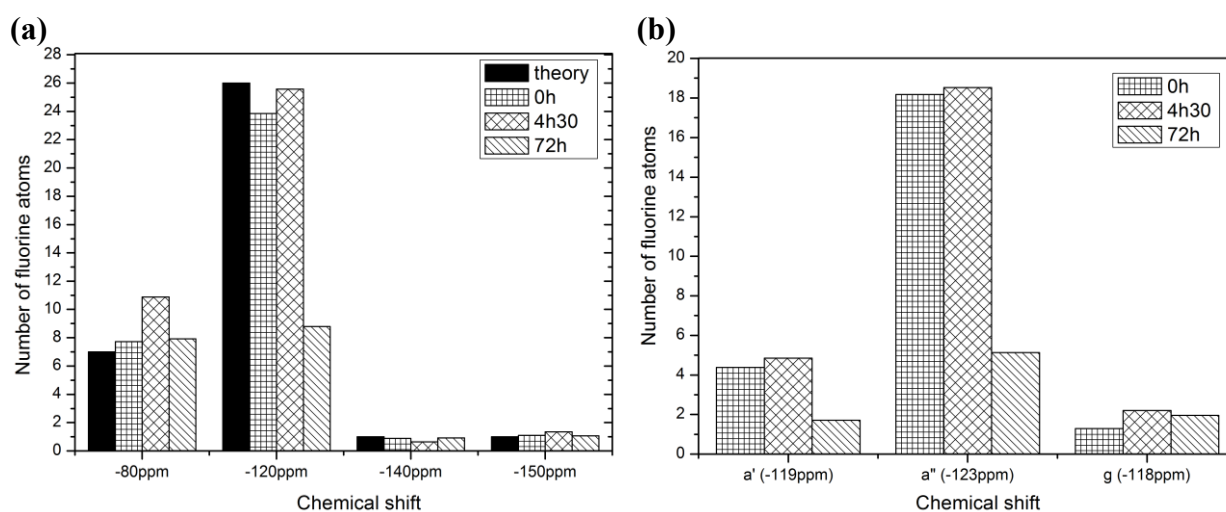 (a)
28
26
24
22
20
18
16
14
12
10
8
6
4
2
0
Number of fluorine atoms
theory
0h
4h30
72h
-80ppm -120ppm -140ppm -150ppm
Chemical shift
(b)
20
18
16
14
12
10
8
6
4
2
0
Number of fluorine atoms
0h
4h30
72h
a' (-119ppm) a" (-123ppm) g (-118ppm)
Chemical shift